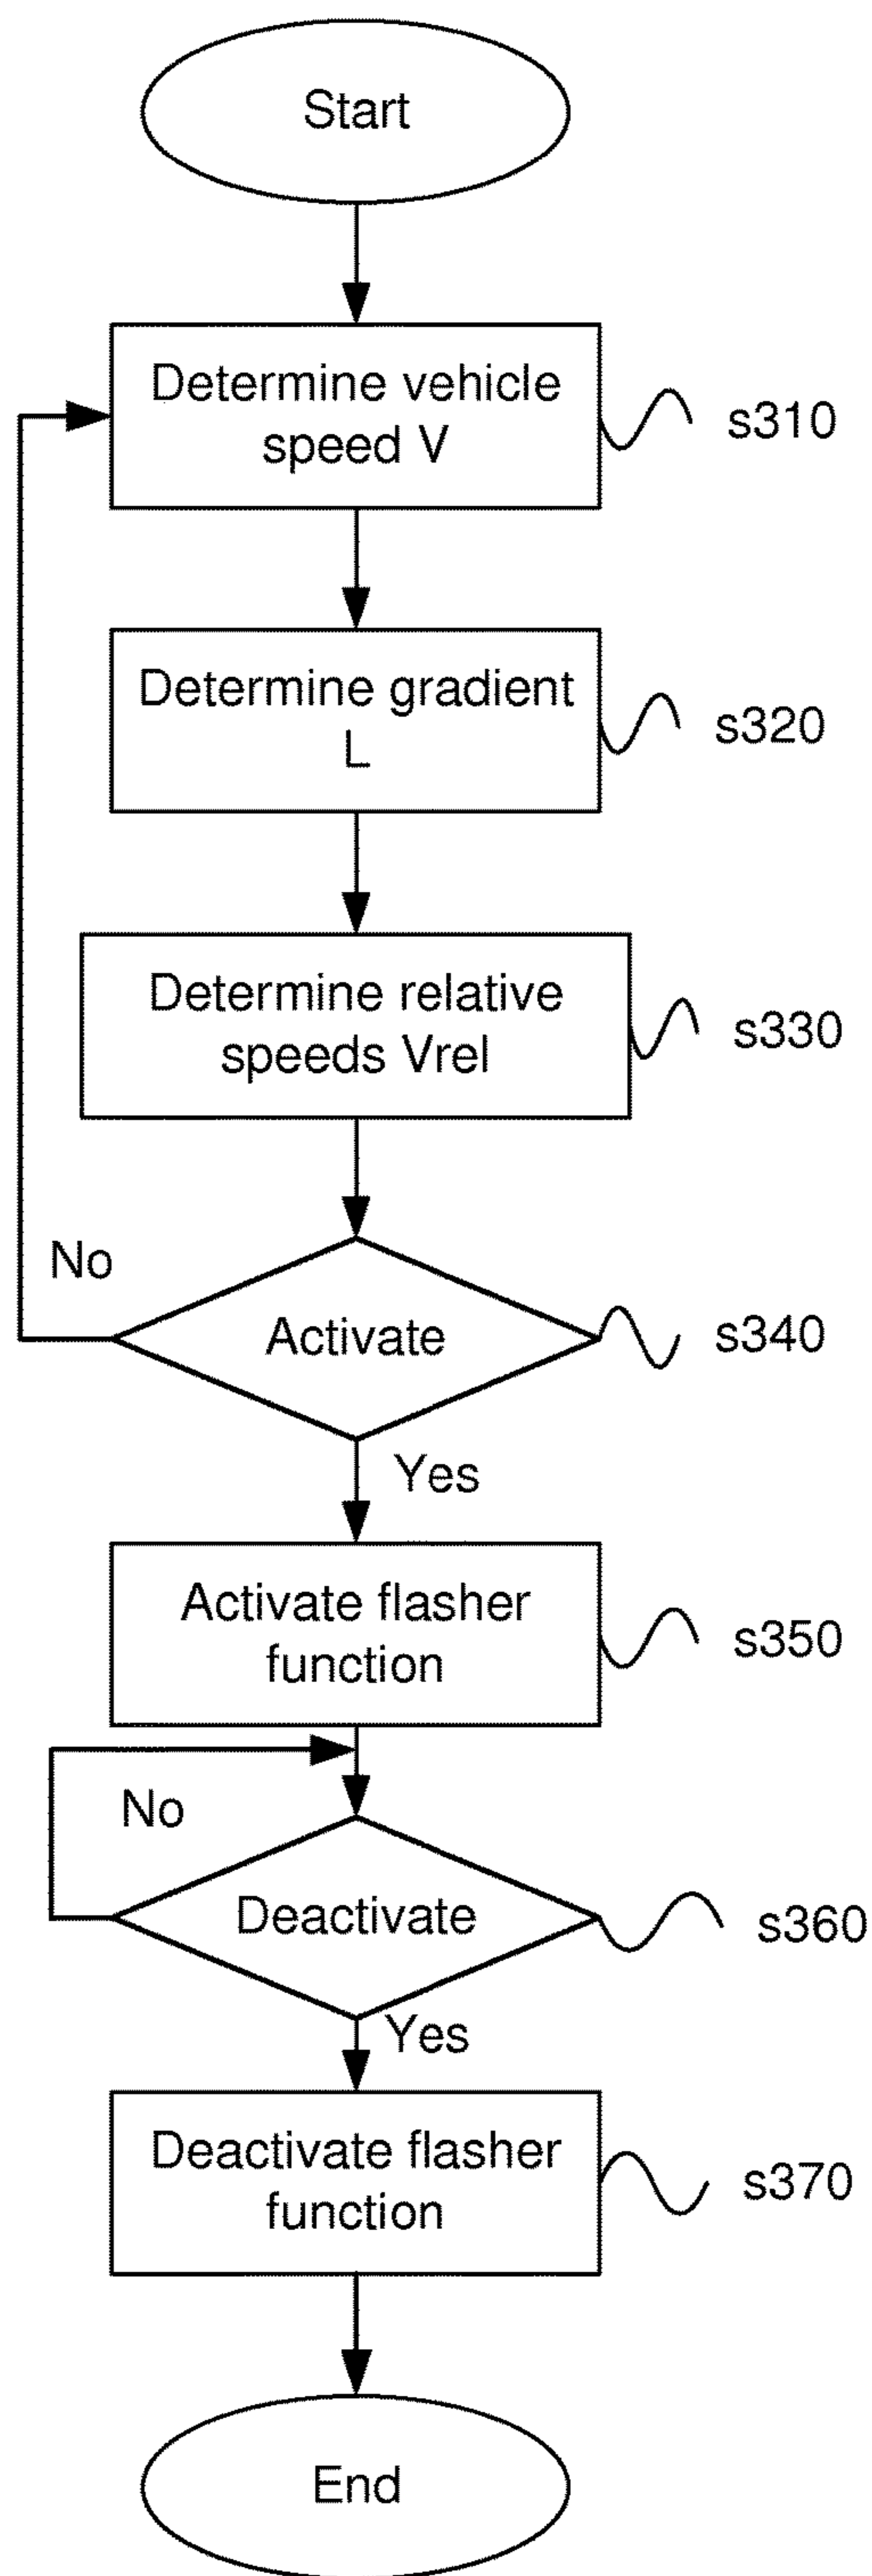 Start
Determine vehicle
speed V
s310
Determine gradient
L
s320
Determine relative
speeds Vrel
s330
No
Activate
s340
Yes
Activate flasher
function
s350
No
Deactivate
s360
Yes
Deactivate flasher
function
s370
End